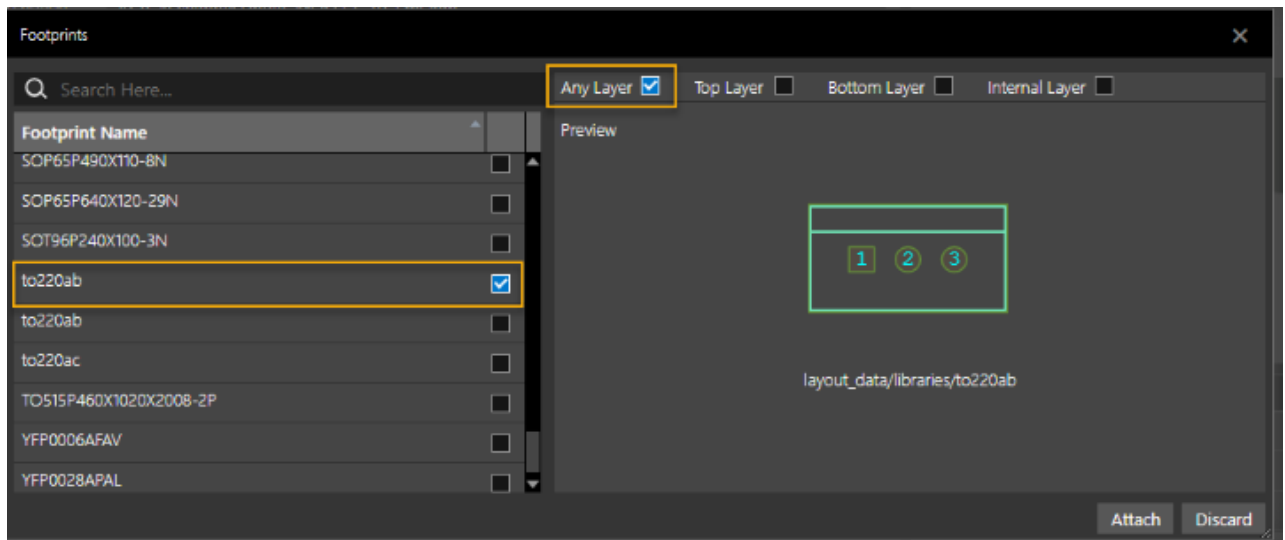 Footprints
Search Here...
Any Layer Top Layer Bottom Layer Internal Layer
Footprint Name
Preview
SOP65P490X110-8N
SOP65P640X120-29N
SOT96P240X100-3N
to220ab
to220ab
to220ac
TO515P460X1020X2008-2P
YFP0006AFAV
YFP0028APAL
1 2 3
layout_data/libraries/to220ab
Attach Discard